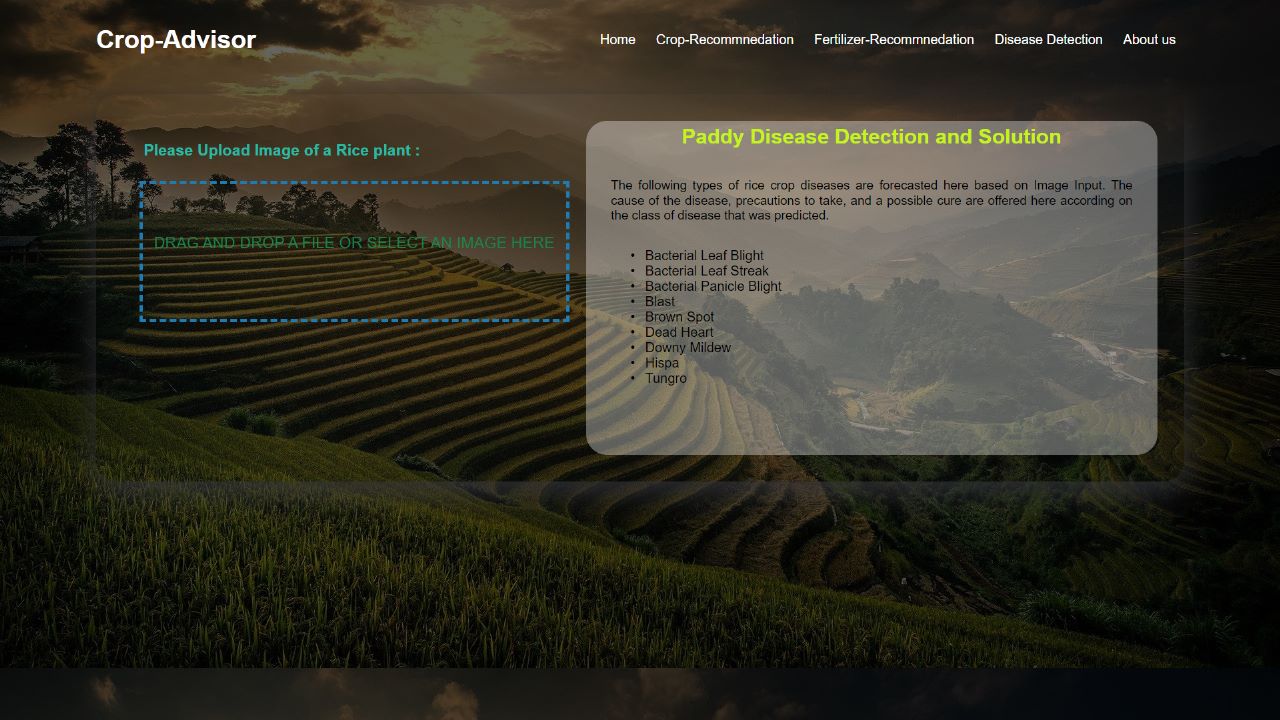 Crop-Advisor
Home Crop-Recommnedation Fertilizer-Recommnedation Disease Detection About us
Please Upload Image of a Rice plant :
DRAG AND DROP A FILE OR SELECT AN IMAGE HERE
Paddy Disease Detection and Solution
The following types of rice crop diseases are forecasted here based on Image Input. The
cause of the disease, precautions to take, and a possible cure are offered here according on
the class of disease that was predicted.
• Bacterial Leaf Blight
• Bacterial Leaf Streak
• Bacterial Panicle Blight
• Blast
• Brown Spot
• Dead Heart
• Downy Mildew
• Hispa
• Tungro